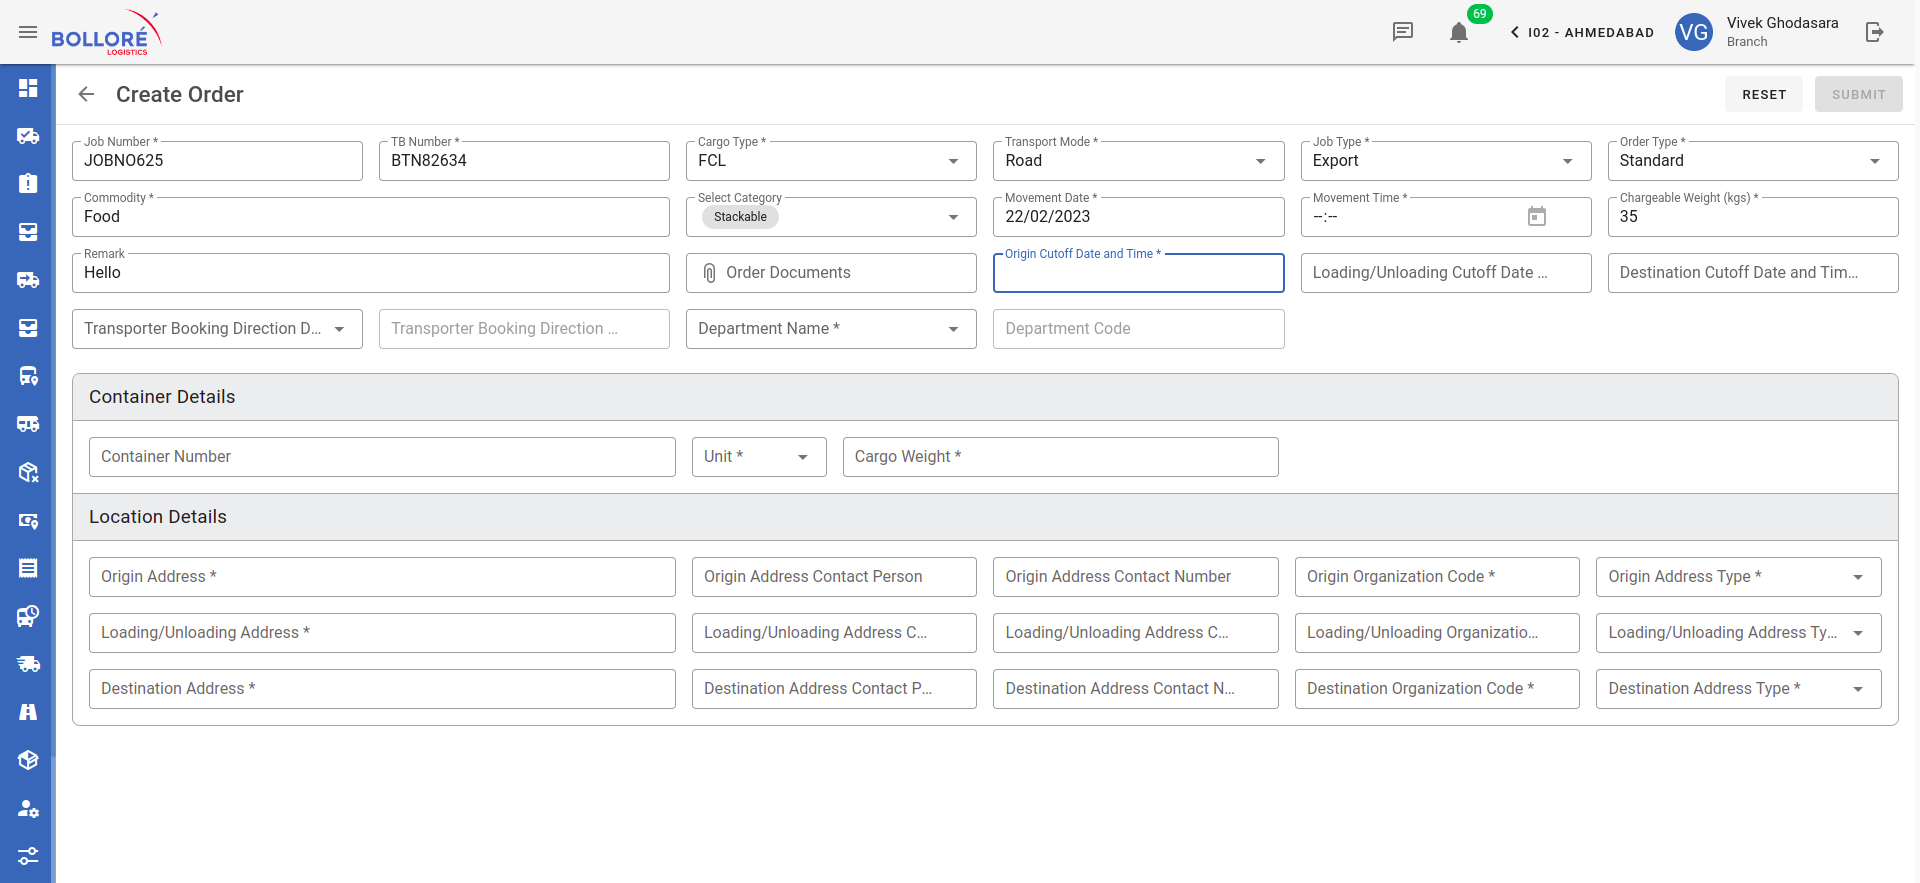 BOLLORÉ
LOGISTICS
69
I02 - AHMEDABAD
VG
Vivek Ghodasara
Branch
Create Order
RESET
SUBMIT
Job Number *
JOBNO625
TB Number *
BTN82634
Cargo Type *
FCL
Transport Mode *
Road
Job Type *
Export
Order Type *
Standard
Commodity *
Food
Select Category
Stackable
Movement Date *
22/02/2023
Movement Time *
--:--
Chargeable Weight (kgs) *
35
Remark
Hello
Order Documents
Origin Cutoff Date and Time *
Loading/Unloading Cutoff Date ...
Destination Cutoff Date and Tim...
Transporter Booking Direction D...
Transporter Booking Direction ...
Department Name *
Department Code
Container Details
Container Number
Unit *
Cargo Weight *
Location Details
Origin Address *
Origin Address Contact Person
Origin Address Contact Number
Origin Organization Code *
Origin Address Type *
Loading/Unloading Address *
Loading/Unloading Address C...
Loading/Unloading Address C...
Loading/Unloading Organizatio...
Loading/Unloading Address Ty...
Destination Address *
Destination Address Contact P...
Destination Address Contact N...
Destination Organization Code *
Destination Address Type *